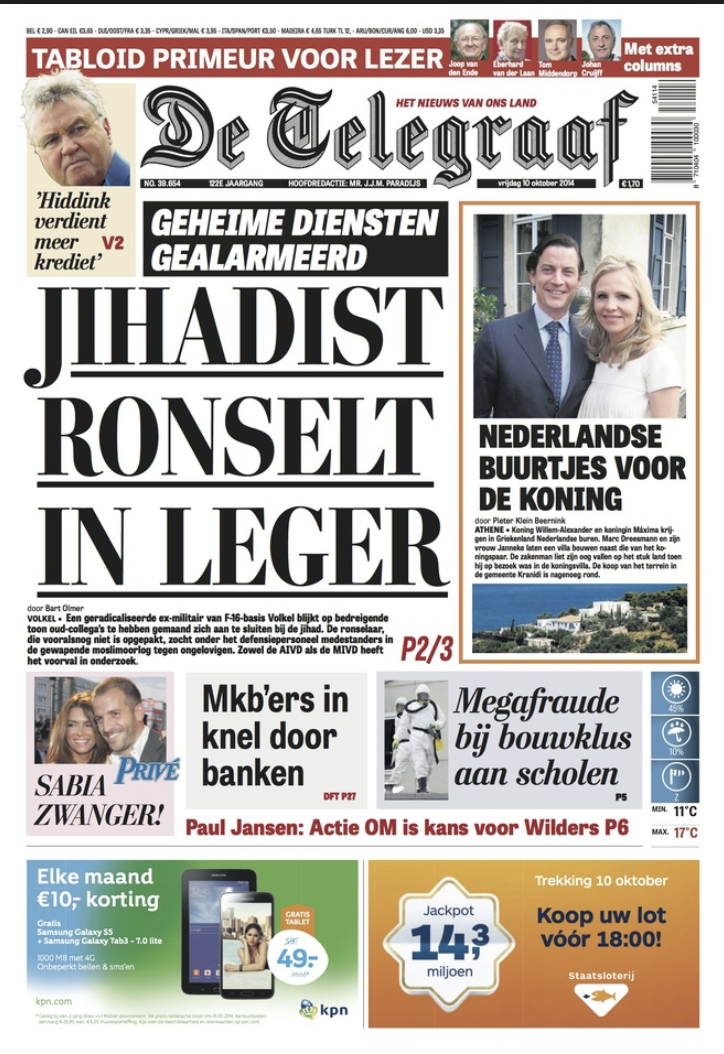 BEL € 2,90 - CAN EIL €3,65 - DUI/OOST/FRA € 3,35 - CYPR/GRIEK/MAL € 3,95 - ITA/SPAN/PORT €3,50 - MADEIRA € 4,65 TURK TL 12, - ARU/BON/CUR/ANG 6,00 - USD 3,35
TABLOID PRIMEUR VOOR LEZER
Joop van
den Ende
Eberhard
van der Laan
Tom
Middendorp
Johan
Cruijff
Met extra
columns
'Hiddink
verdient
meer
krediet'
V2
HET NIEUWS VAN ONS LAND
De Telegraaf
NO. 39.654
122E JAARGANG
HOOFDREDACTIE: MR. J.J.M. PARADIJS
vrijdag 10 oktober 2014
€ 1,70
54114
8 710404 100020
GEHEIME DIENSTEN
GEALARMEERD
JIHADIST
RONSELT
IN LEGER
door Bart Olmer
VOLKEL • Een geradicaliseerde ex-militair van F-16-basis Volkel blijkt op bedreigende
toon oud-collega's te hebben gemaand zich aan te sluiten bij de jihad. De ronselaar,
die vooralsnog niet is opgepakt, zocht onder het defensiepersoneel medestanders in
de gewapende moslimoorlog tegen ongelovigen. Zowel de AIVD als de MIVD heeft
het voorval in onderzoek.
P2/3
NEDERLANDSE
BUURTJES VOOR
DE KONING
door Pieter Klein Beernink
ATHENE • Koning Willem-Alexander en koningin Máxima krij-
gen in Griekenland Nederlandse buren. Marc Dreesmann en zijn
vrouw Janneke laten een villa bouwen naast die van het ko-
ningspaar. De zakenman liet zijn oog vallen op het stuk land toen
hij op bezoek was in de koningsvilla. De koop van het terrein in
de gemeente Kranidi is nagenoeg rond.
PRIVÉ
SABIA
ZWANGER!
Mkb'ers in
knel door
banken
DFT P27
Megafraude
bij bouwklus
aan scholen
P5
45%
10%
Z
2
MIN. 11°C
MAX. 17°C
Paul Jansen: Actie OM is kans voor Wilders P6
Elke maand
€10,- korting
Gratis
Samsung Galaxy S5
+ Samsung Galaxy Tab3 – 7.0 lite
1000 MB met 4G
Onbeperkt bellen & sms'en
GRATIS
TABLET
49.-
/mnd*
kpn.com
kpn
Trekking 10 oktober
Jackpot
14,3
miljoen
Koop uw lot
vóór 18:00!
Staatsloterij